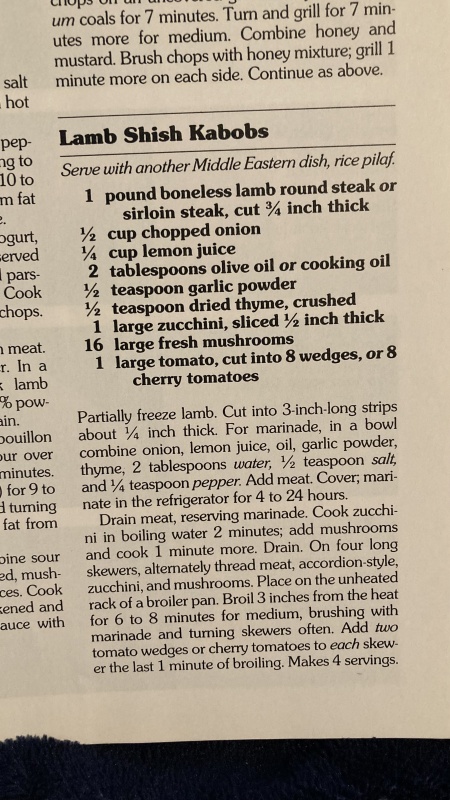 um coals for 7 minutes. Turn and grill for 7 min-
utes more for medium. Combine honey and
mustard. Brush chops with honey mixture; grill 1
minute more on each side. Continue as above.
Lamb Shish Kabobs
Serve with another Middle Eastern dish, rice pilaf.
1 pound boneless lamb round steak or
sirloin steak, cut ¾ inch thick
½ cup chopped onion
¼ cup lemon juice
2 tablespoons olive oil or cooking oil
½ teaspoon garlic powder
½ teaspoon dried thyme, crushed
1 large zucchini, sliced ½ inch thick
16 large fresh mushrooms
1 large tomato, cut into 8 wedges, or 8
cherry tomatoes
Partially freeze lamb. Cut into 3-inch-long strips
about ¼ inch thick. For marinade, in a bowl
combine onion, lemon juice, oil, garlic powder,
thyme, 2 tablespoons water, ½ teaspoon salt,
and ¼ teaspoon pepper. Add meat. Cover; mari-
nate in the refrigerator for 4 to 24 hours.
Drain meat, reserving marinade. Cook zucchi-
ni in boiling water 2 minutes; add mushrooms
and cook 1 minute more. Drain. On four long
skewers, alternately thread meat, accordion-style,
zucchini, and mushrooms. Place on the unheated
rack of a broiler pan. Broil 3 inches from the heat
for 6 to 8 minutes for medium, brushing with
marinade and turning skewers often. Add two
tomato wedges or cherry tomatoes to each skew-
er the last 1 minute of broiling. Makes 4 servings.
salt
hot
pep-
ng to
10 to
m fat
e.
ogurt,
served
pars-
Cook
chops.
meat.
r. In a
lamb
% pow-
ain.
bouillon
our over
minutes.
) for 9 to
d turning
fat from
bine sour
ed, mush-
ces. Cook
kened and
auce with